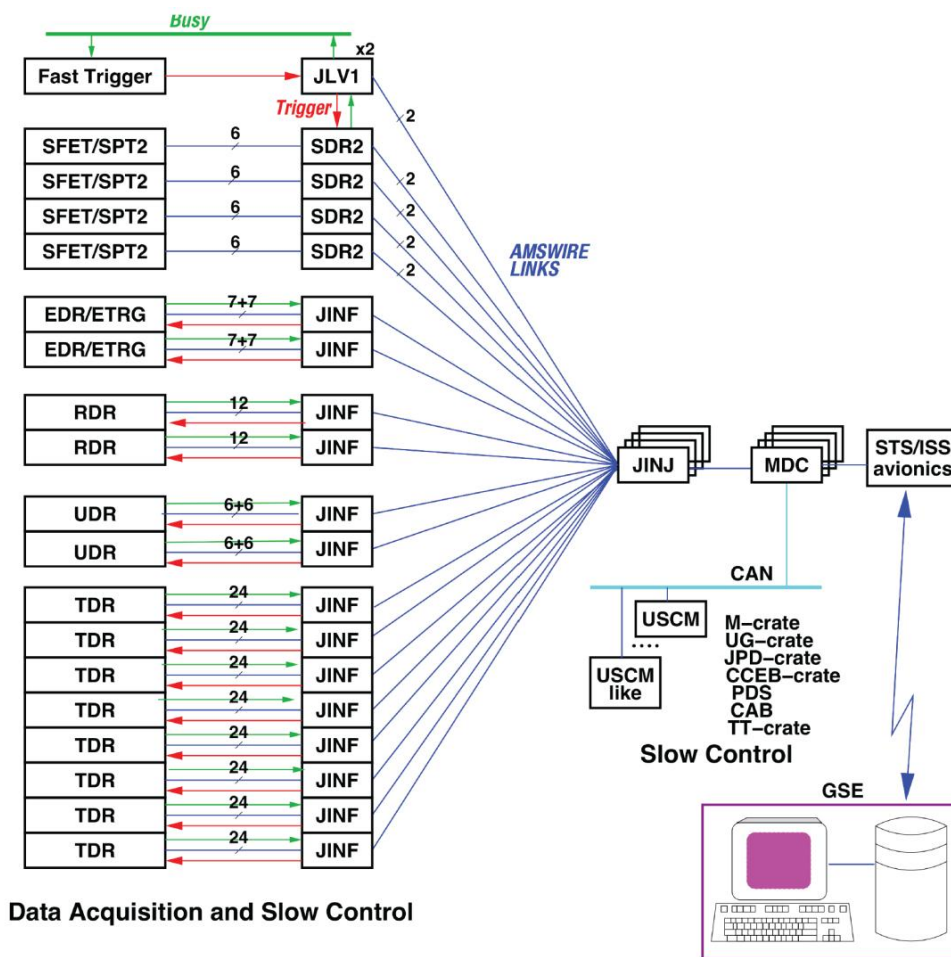 Busy
x2
Fast Trigger
JLV1
Trigger
2
SFET/SPT2
6
SDR2
2
SFET/SPT2
6
SDR2
2
SFET/SPT2
6
SDR2
2
SFET/SPT2
6
SDR2
2
AMSWIRE
LINKS
EDR/ETRG
7+7
JINF
EDR/ETRG
7+7
JINF
RDR
12
JINF
RDR
12
JINF
JINJ
MDC
STS/ISS
avionics
UDR
6+6
JINF
UDR
6+6
JINF
CAN
USCM
....
USCM
like
M-crate
UG-crate
JPD-crate
CCEB-crate
PDS
CAB
TT-crate
Slow Control
TDR
24
JINF
TDR
24
JINF
TDR
24
JINF
TDR
24
JINF
TDR
24
JINF
TDR
24
JINF
TDR
24
JINF
TDR
24
JINF
GSE
Data Acquisition and Slow Control